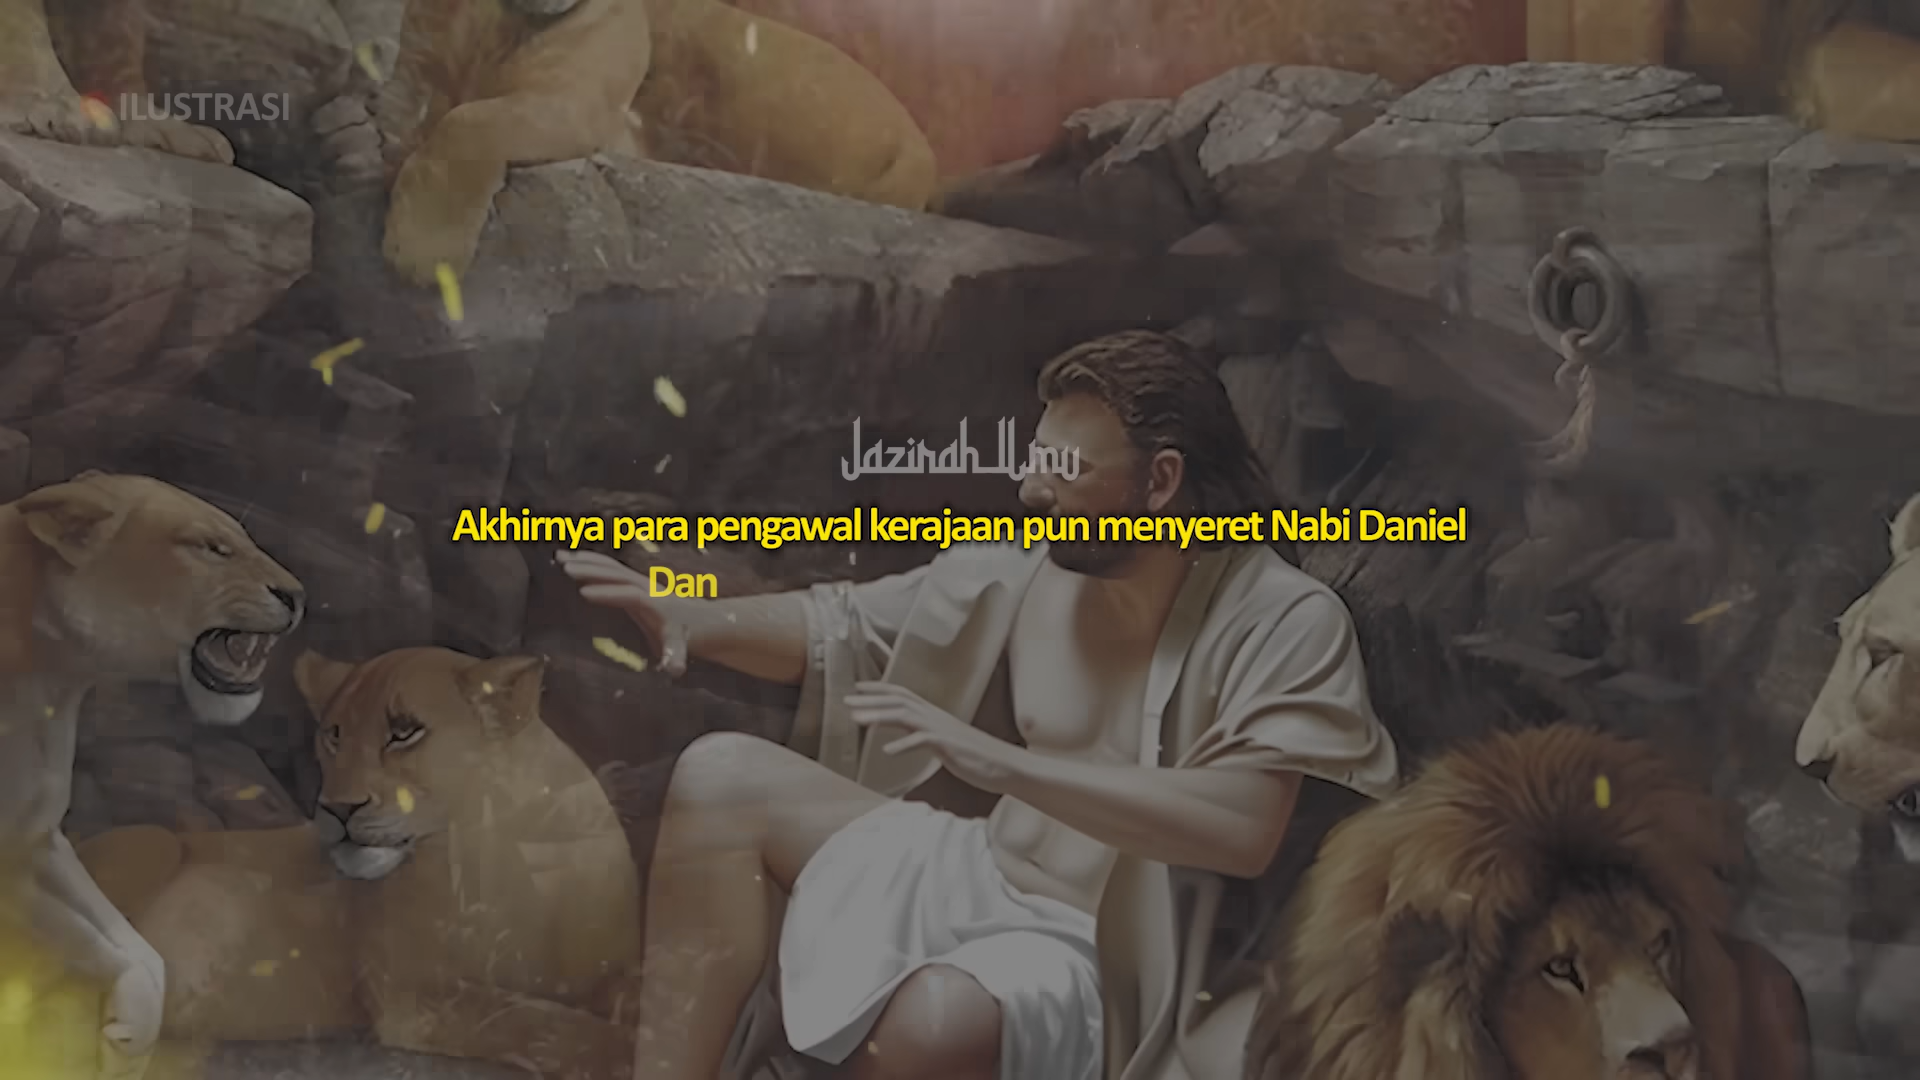 ILUSTRASI
Jazirah Ilmu
Akhirnya para pengawal kerajaan pun menyeret Nabi Daniel
Dan